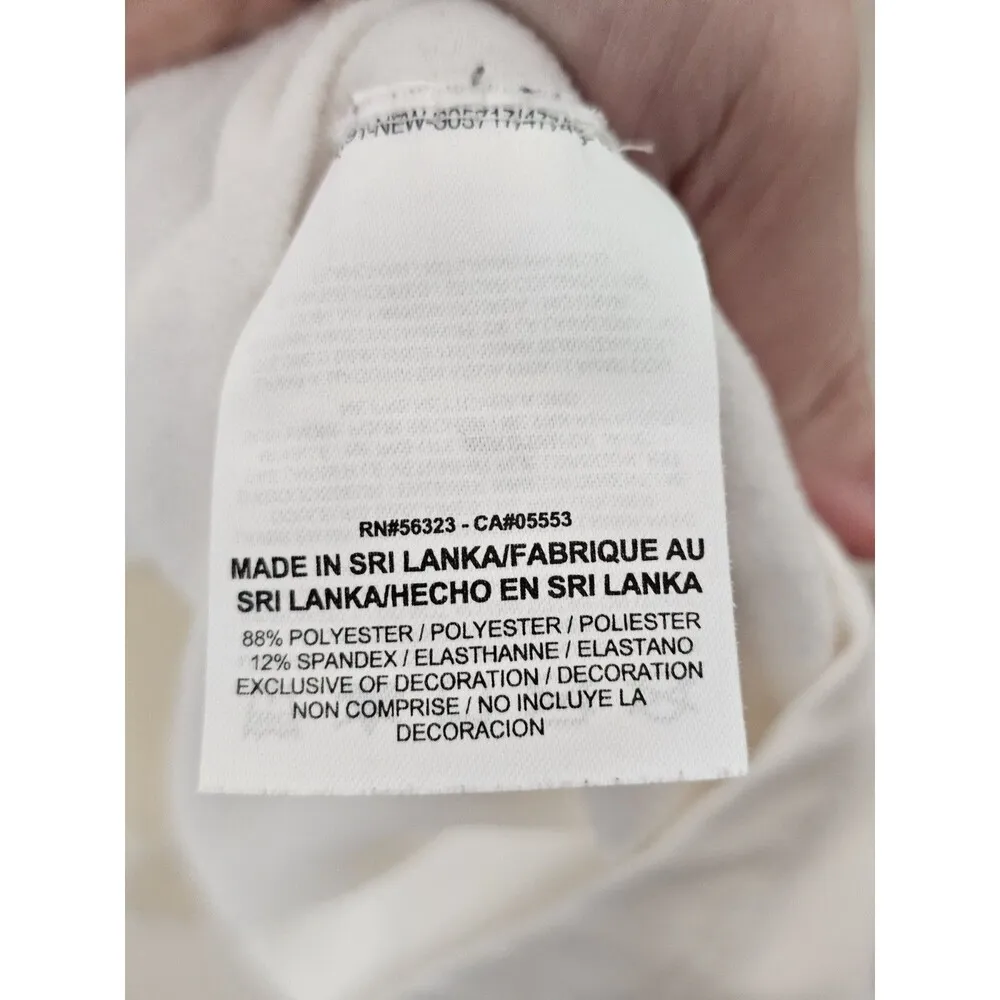 RN#56323 - CA#05553
MADE IN SRI LANKA/FABRIQUE AU
SRI LANKA/HECHO EN SRI LANKA
88% POLYESTER / POLYESTER / POLIESTER
12% SPANDEX / ELASTHANNE / ELASTANO
EXCLUSIVE OF DECORATION / DECORATION
NON COMPRISE / NO INCLUYE LA
DECORACION